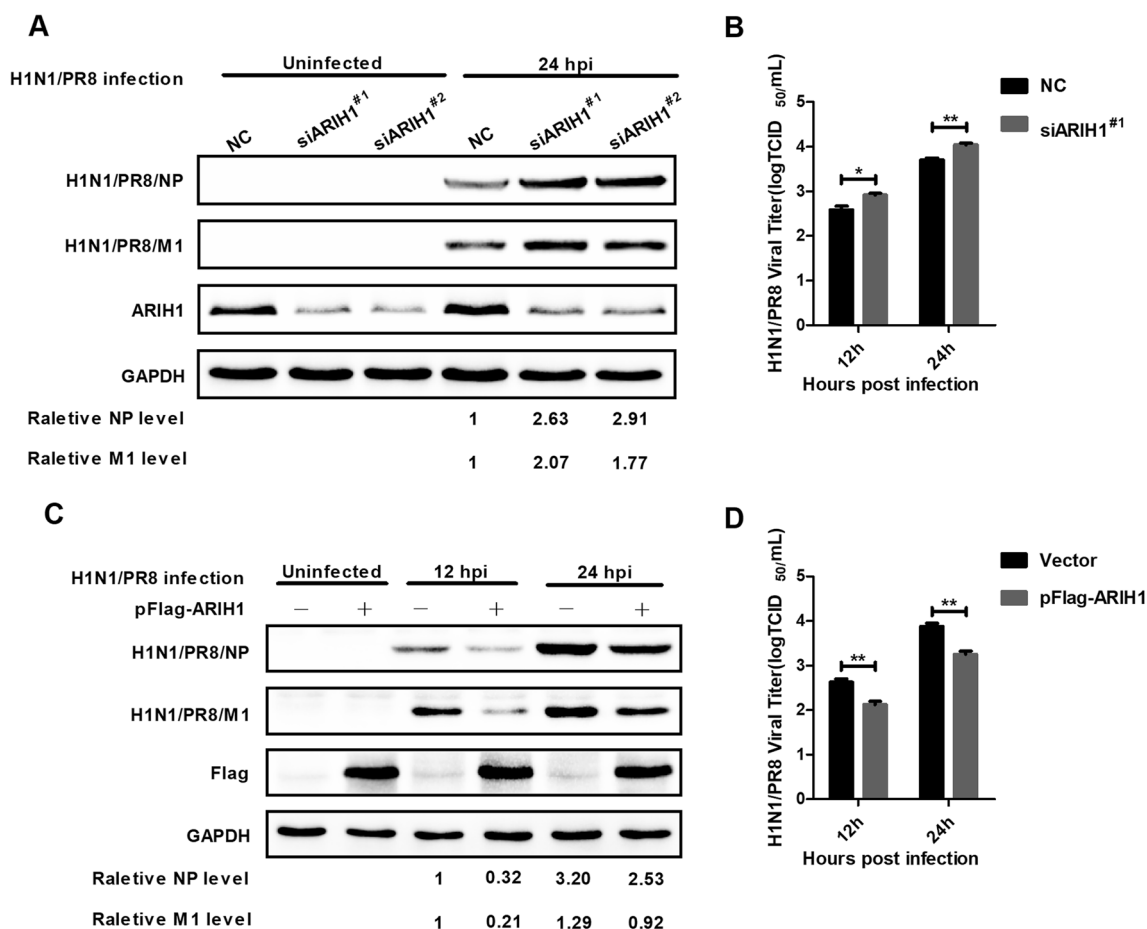 A
H1N1/PR8 infection
Uninfected
24 hpi
NC siARIH1#1 siARIH1#2 NC siARIH1#1 siARIH1#2
H1N1/PR8/NP
H1N1/PR8/M1
ARIH1
GAPDH
Raletive NP level 1 2.63 2.91
Raletive M1 level 1 2.07 1.77
B
H1N1/PR8 Viral Titer(logTCID 50/mL)
5
4
3
2
1
0
* **
12h 24h
Hours post infection
NC
siARIH1#1
C
H1N1/PR8 infection
Uninfected 12 hpi 24 hpi
pFlag-ARIH1 − + − + − +
H1N1/PR8/NP
H1N1/PR8/M1
Flag
GAPDH
Raletive NP level 1 0.32 3.20 2.53
Raletive M1 level 1 0.21 1.29 0.92
D
H1N1/PR8 Viral Titer(logTCID 50/mL)
5
4
3
2
1
0
** **
12h 24h
Hours post infection
Vector
pFlag-ARIH1